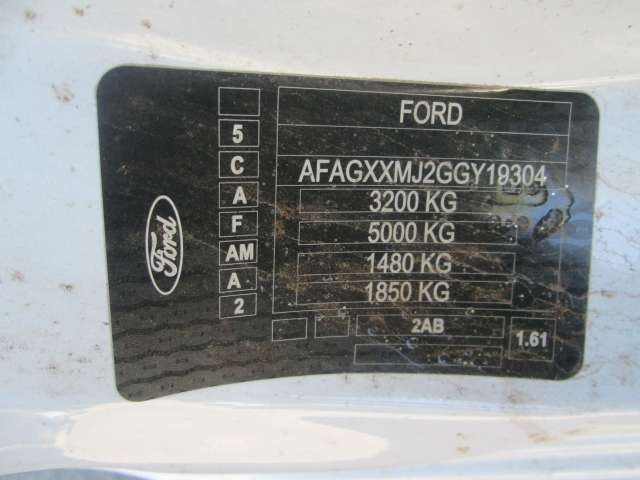 FORD
AFAGXXMJ2GGY19304
3200 KG
5000 KG
1480 KG
1850 KG
2AB
1.61
5
C
A
F
AM
A
2
Ford